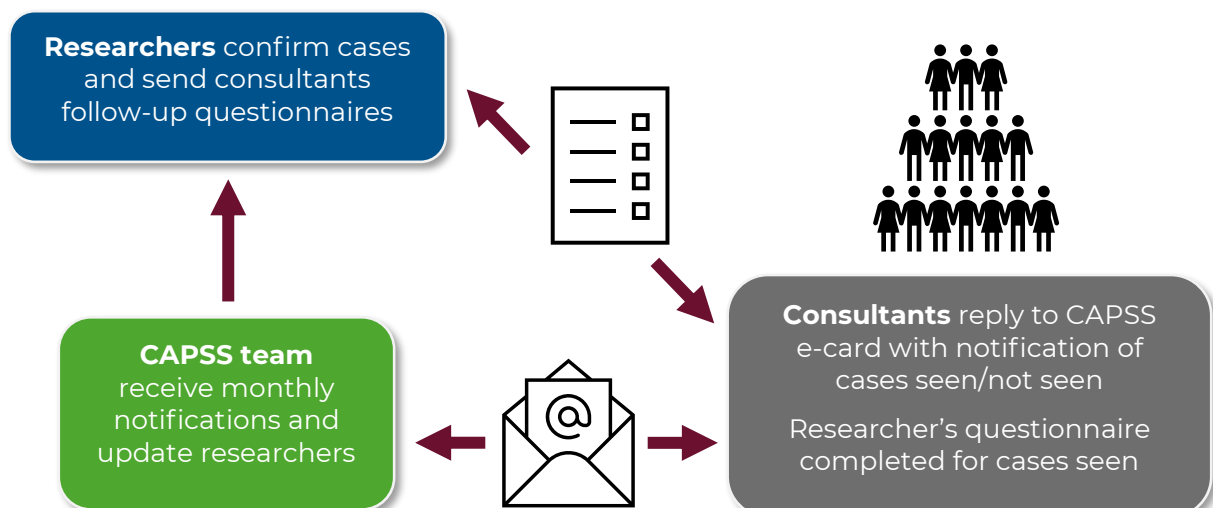 Researchers confirm cases
and send consultants
follow-up questionnaires
CAPSS team
receive monthly
notifications and
update researchers
@
Consultants reply to CAPSS
e-card with notification of
cases seen/not seen
Researcher’s questionnaire
completed for cases seen